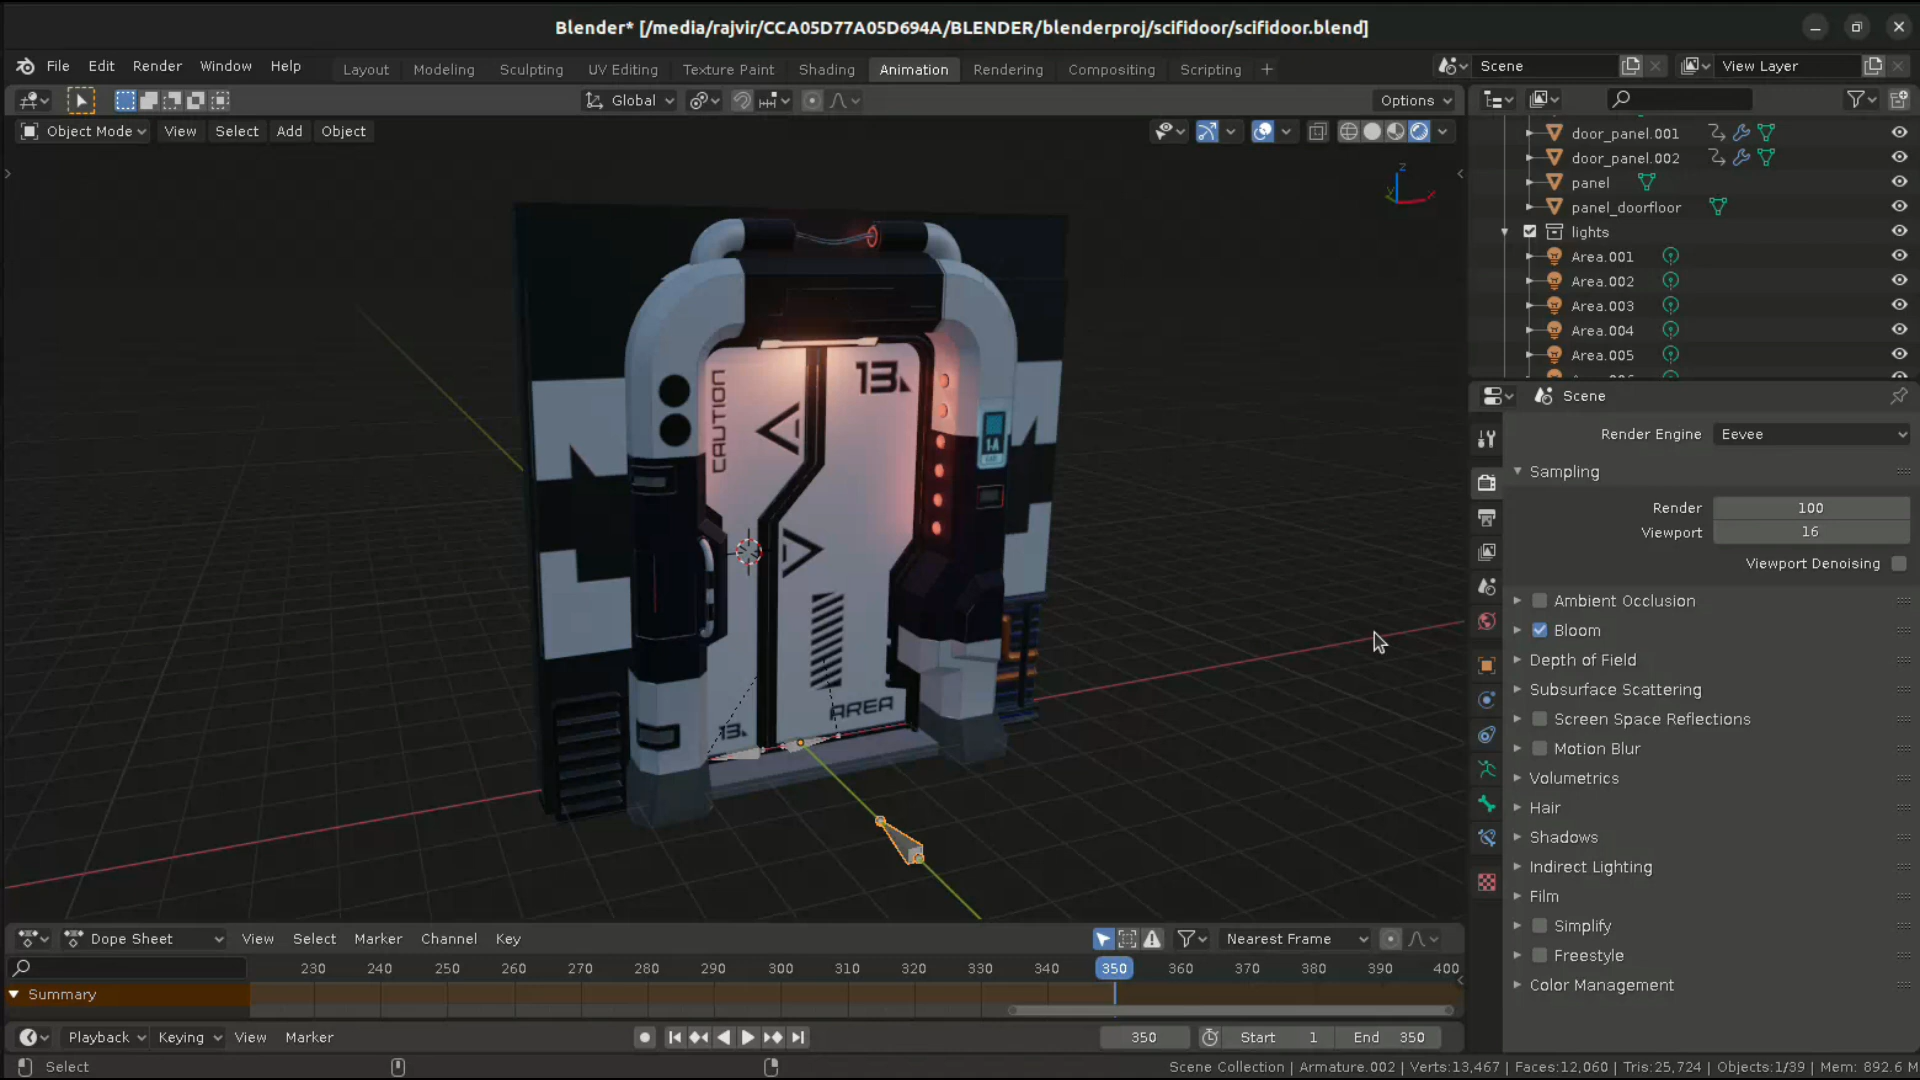 Blender* [/media/rajvir/CCA05D77A05D694A/BLENDER/blenderproj/scifidoor/scifidoor.blend]
File Edit Render Window Help Layout Modeling Sculpting UV Editing Texture Paint Shading Animation Rendering Compositing Scripting + Scene View Layer
Global Options
Object Mode View Select Add Object
door_panel.001
door_panel.002
panel
panel_doorfloor
lights
Area.001
Area.002
Area.003
Area.004
Area.005
Z
Y
X
CAUTION
13
AREA
13
Scene
Render Engine Eevee
Sampling
Render 100
Viewport 16
Viewport Denoising
Ambient Occlusion
Bloom
Depth of Field
Subsurface Scattering
Screen Space Reflections
Motion Blur
Volumetrics
Hair
Shadows
Indirect Lighting
Film
Simplify
Freestyle
Color Management
Dope Sheet View Select Marker Channel Key Nearest Frame
230 240 250 260 270 280 290 300 310 320 330 340 350 360 370 380 390 400
Summary
Playback Keying View Marker 350 Start 1 End 350
Select Scene Collection | Armature.002 | Verts:13,467 | Faces:12,060 | Tris:25,724 | Objects:1/39 | Mem: 892.6 M